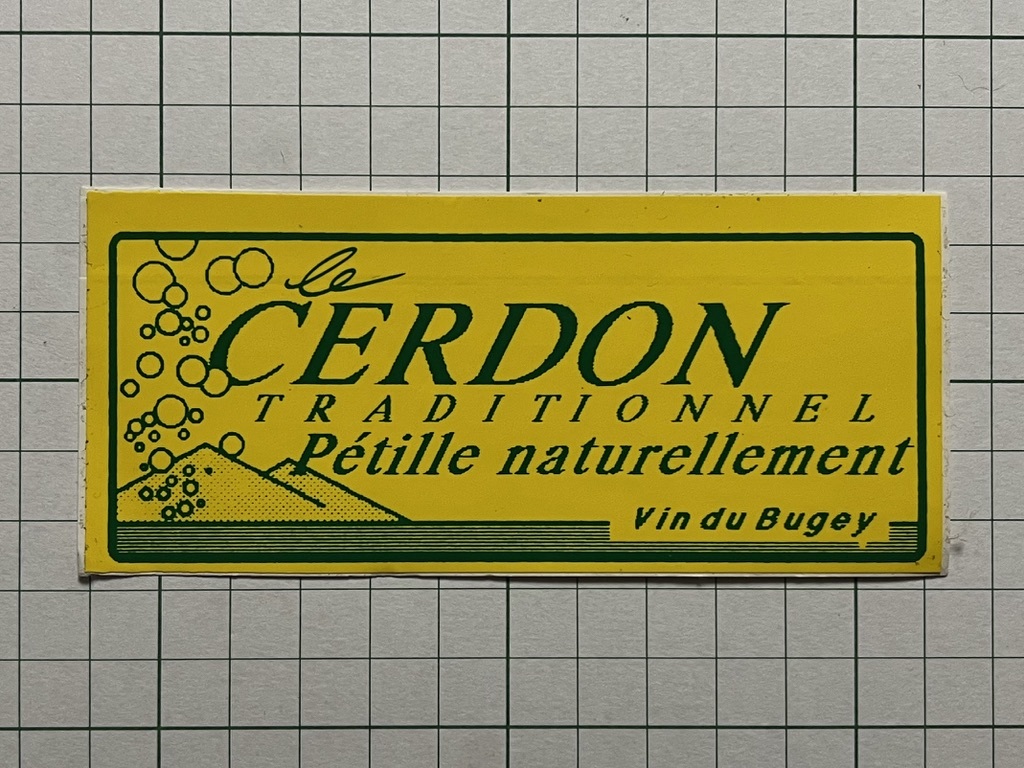 le
CERDON
TRADITIONNEL
Pétille naturellement
Vin du Bugey